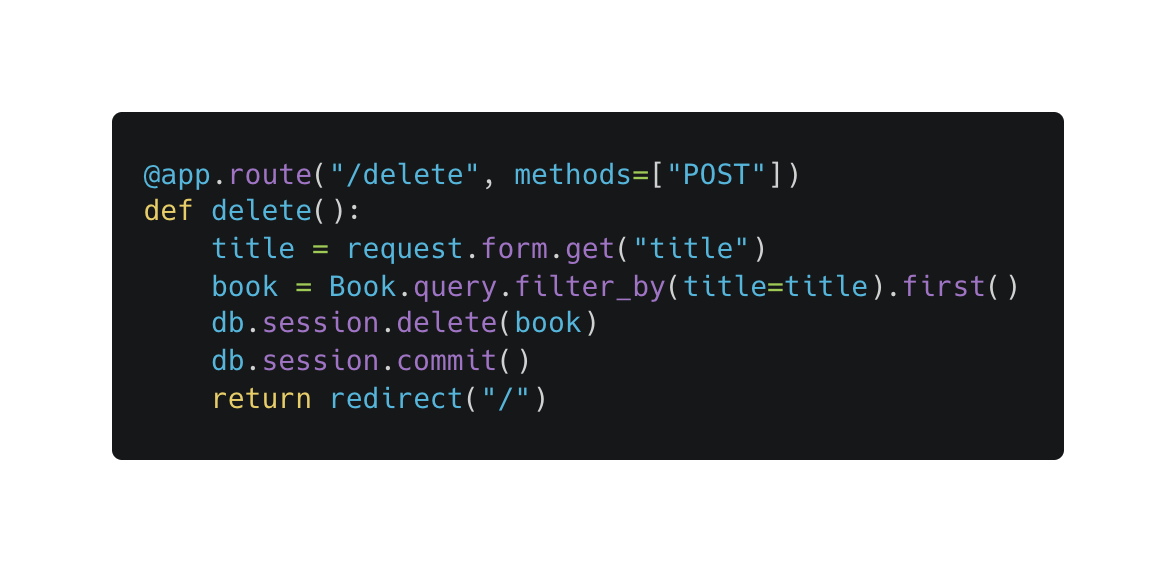 @app.route("/delete", methods=["POST"])
def delete():
    title = request.form.get("title")
    book = Book.query.filter_by(title=title).first()
    db.session.delete(book)
    db.session.commit()
    return redirect("/")